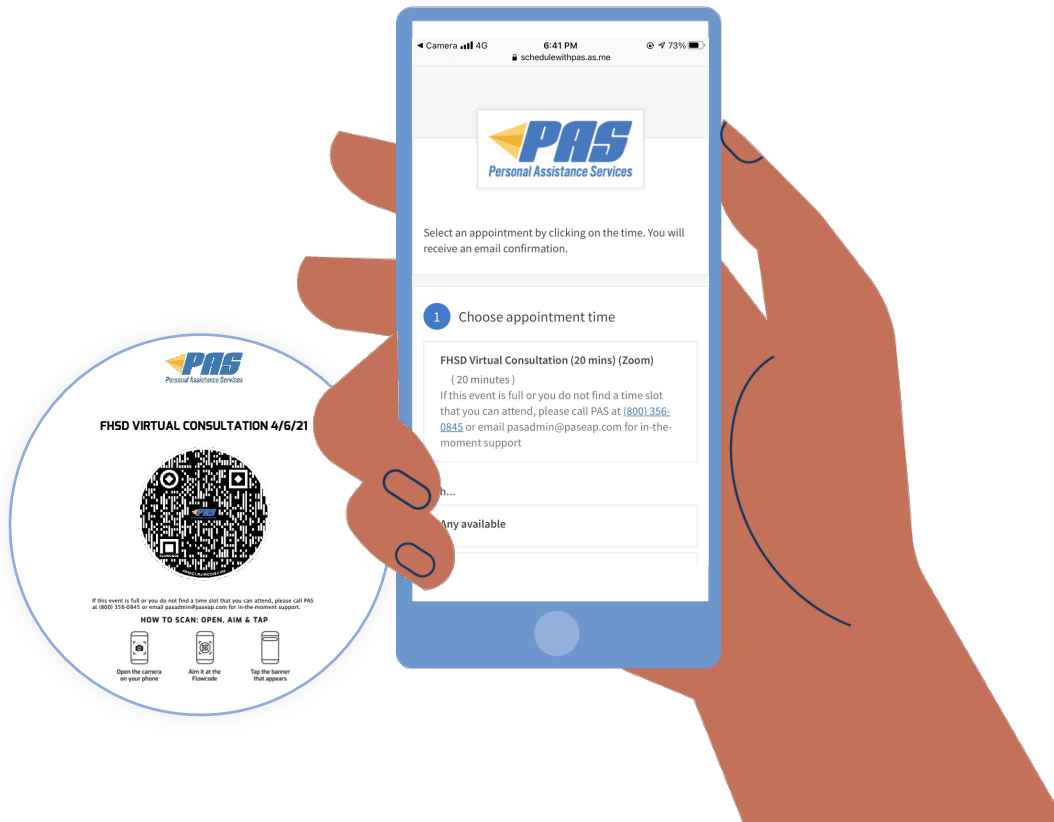 PAS
Personal Assistance Services
FHSD VIRTUAL CONSULTATION 4/6/21
PAS
If this event is full or you do not find a time slot that you can attend, please call PAS
at (800) 356-0845 or email pasadmin@paseap.com for in-the-moment support.
HOW TO SCAN: OPEN, AIM & TAP
Open the camera
on your phone
Aim it at the
Flowcode
Tap the banner
that appears
◄ Camera 4G 6:41 PM 73%
schedulewithpas.as.me
PAS
Personal Assistance Services
Select an appointment by clicking on the time. You will
receive an email confirmation.
1 Choose appointment time
FHSD Virtual Consultation (20 mins) (Zoom)
( 20 minutes )
If this event is full or you do not find a time slot
that you can attend, please call PAS at (800) 356-
0845 or email pasadmin@paseap.com for in-the-
moment support
h...
Any available